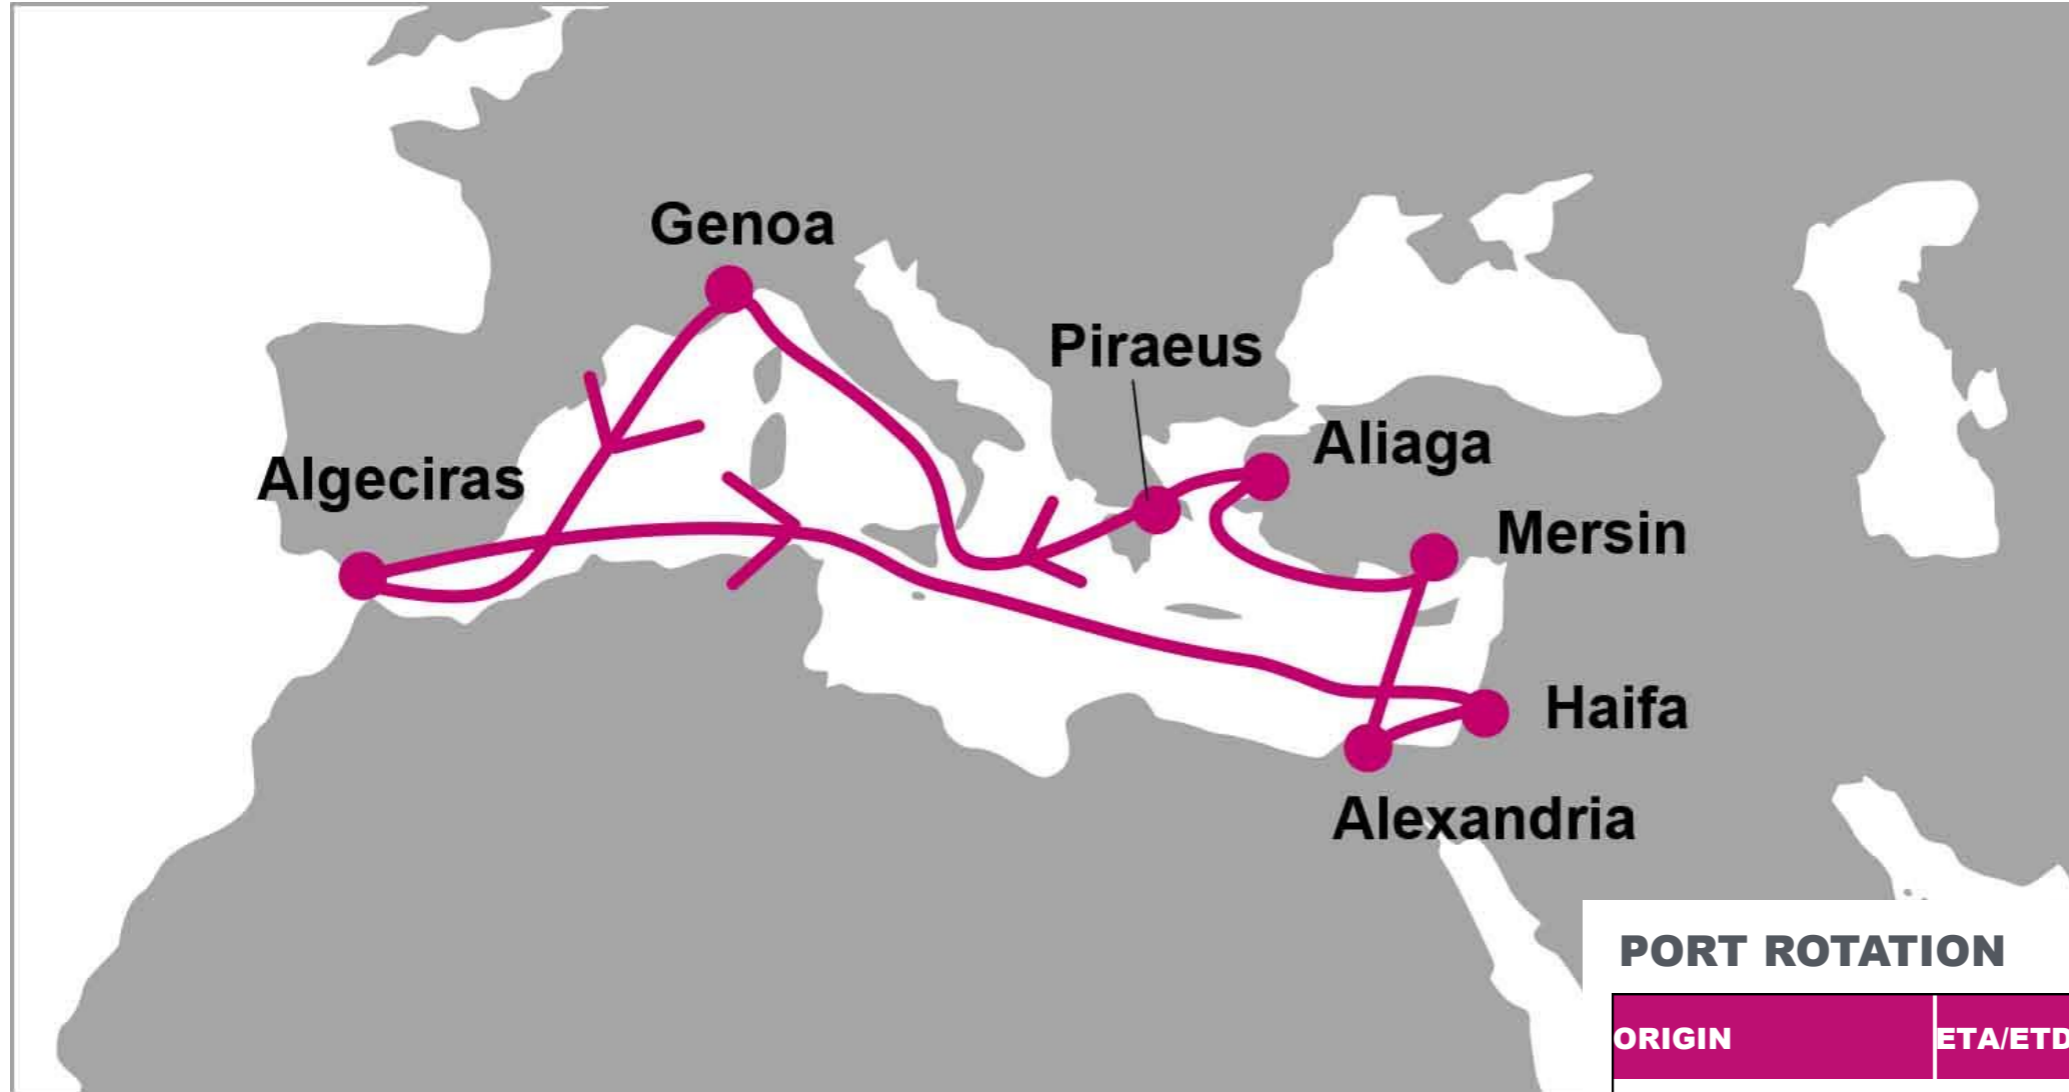 Genoa
Piraeus
Aliaga
Algeciras
Mersin
Haifa
Alexandria
PORT ROTATION
ORIGIN
ETA/ETD